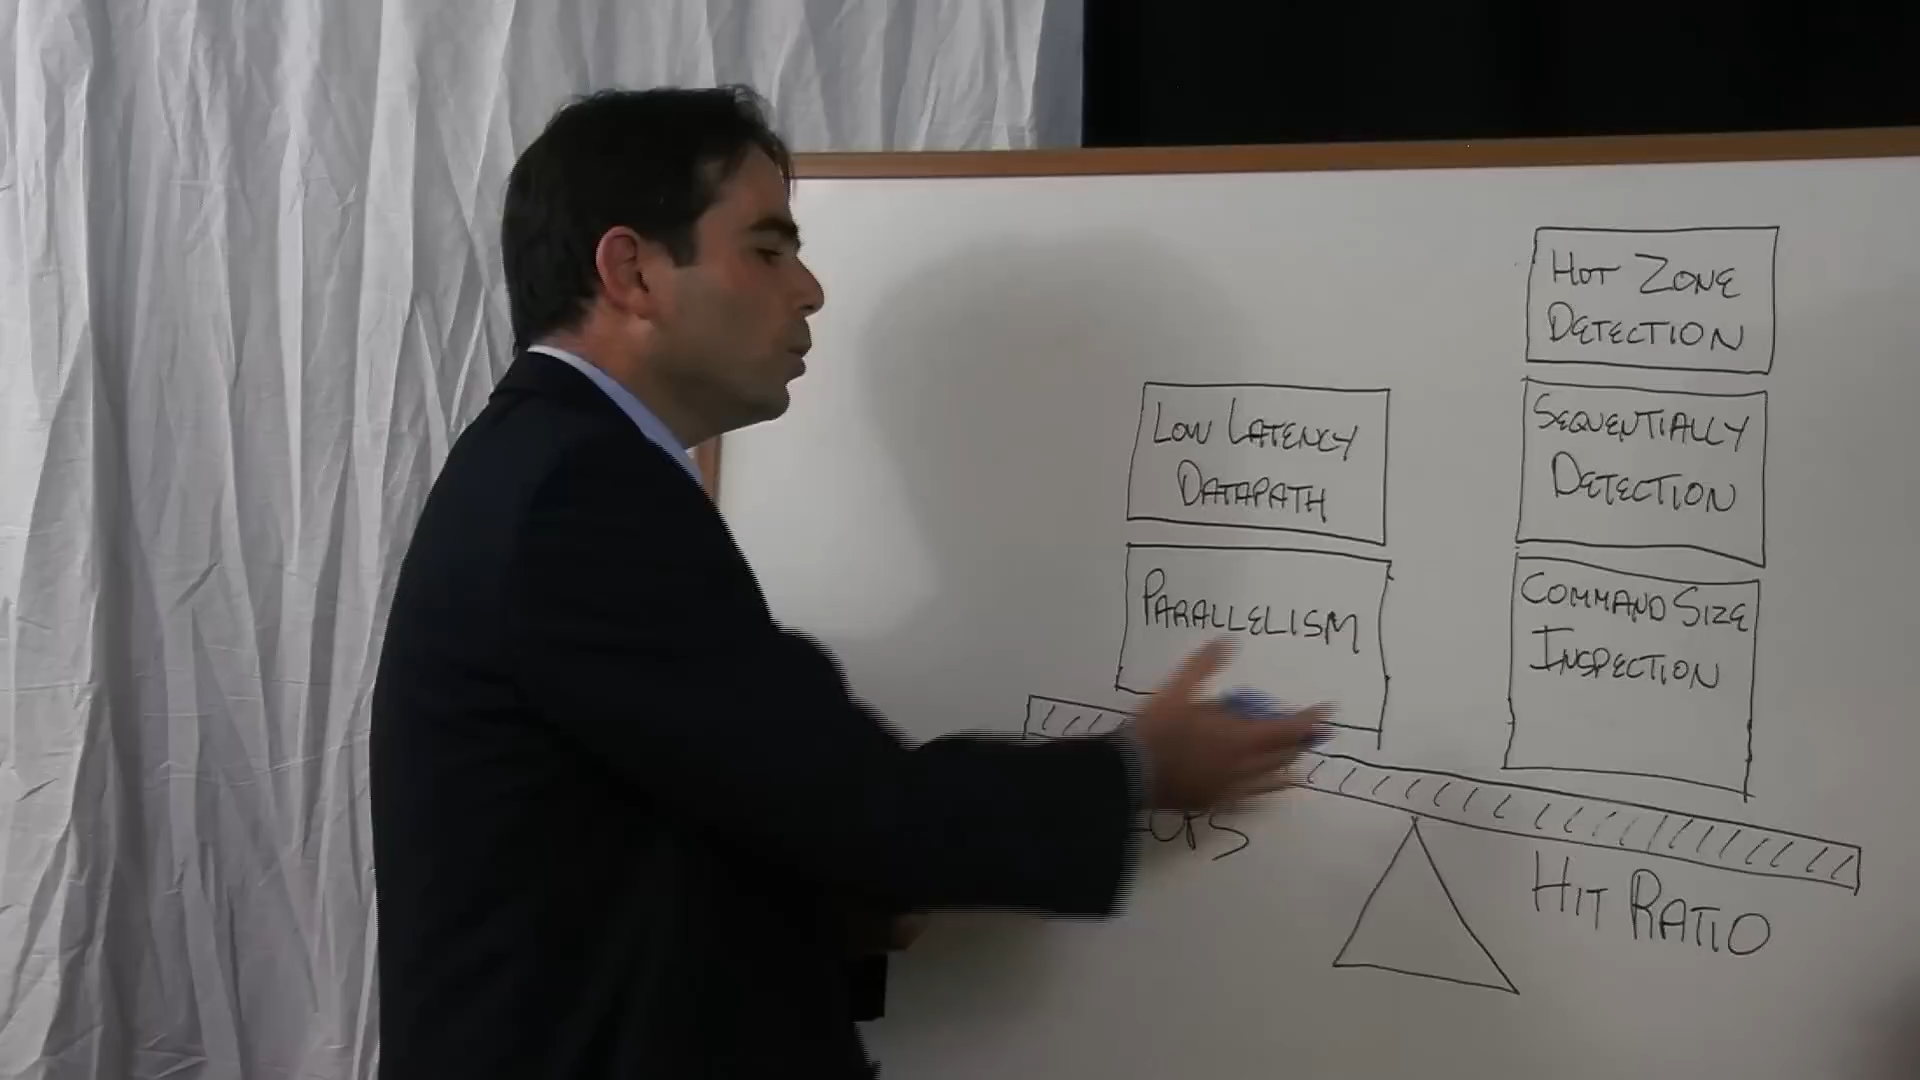 Hot Zone
Detection
Sequentially
Detection
Command Size
Inspection
Low Latency
Datapath
Parallelism
Hit Ratio